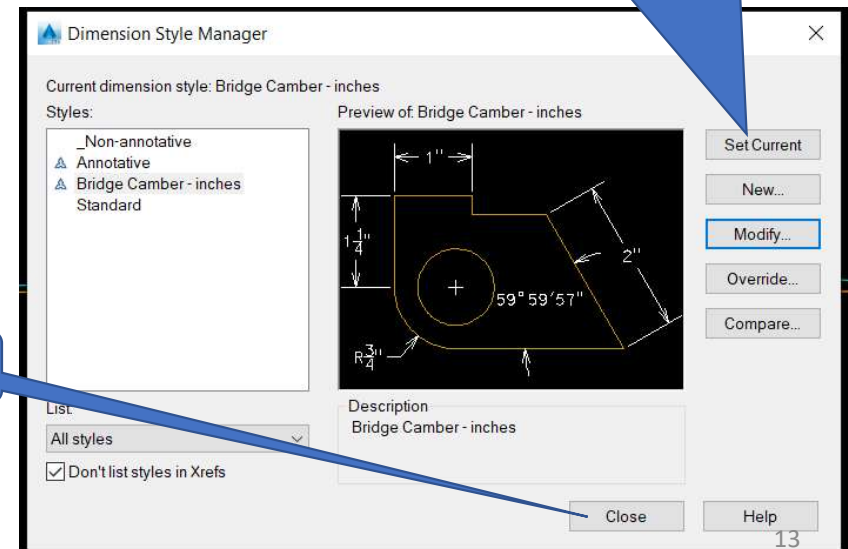 Dimension Style Manager
Current dimension style: Bridge Camber - inches
Styles:
Preview of: Bridge Camber - inches
_Non-annotative
Annotative
Bridge Camber - inches
Standard
1"
1 1/4"
2"
59°59'57"
R3/4"
Set Current
New...
Modify...
Override...
Compare...
List:
All styles
Don't list styles in Xrefs
Description
Bridge Camber - inches
Close
Help
13